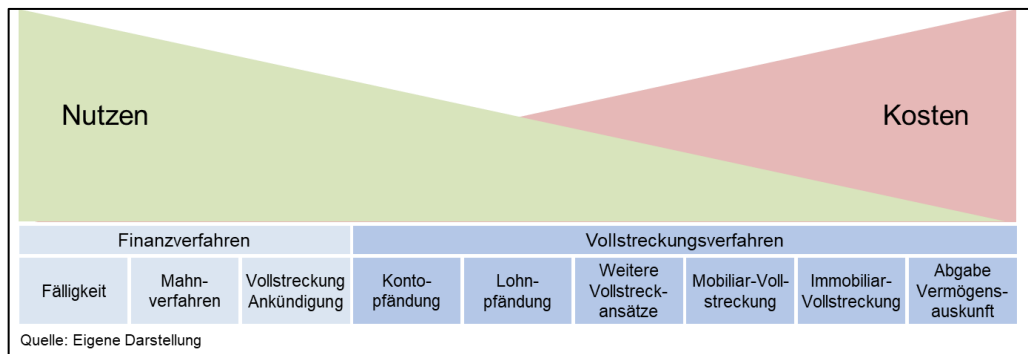 Nutzen
Kosten
Finanzverfahren
Vollstreckungsverfahren
Fälligkeit
Mahn-
verfahren
Vollstreckung
Ankündigung
Konto-
pfändung
Lohn-
pfändung
Weitere
Vollstreck-
ansätze
Mobiliar-Voll-
streckung
Immobiliar-
Vollstreckung
Abgabe
Vermögens-
auskunft
Quelle: Eigene Darstellung